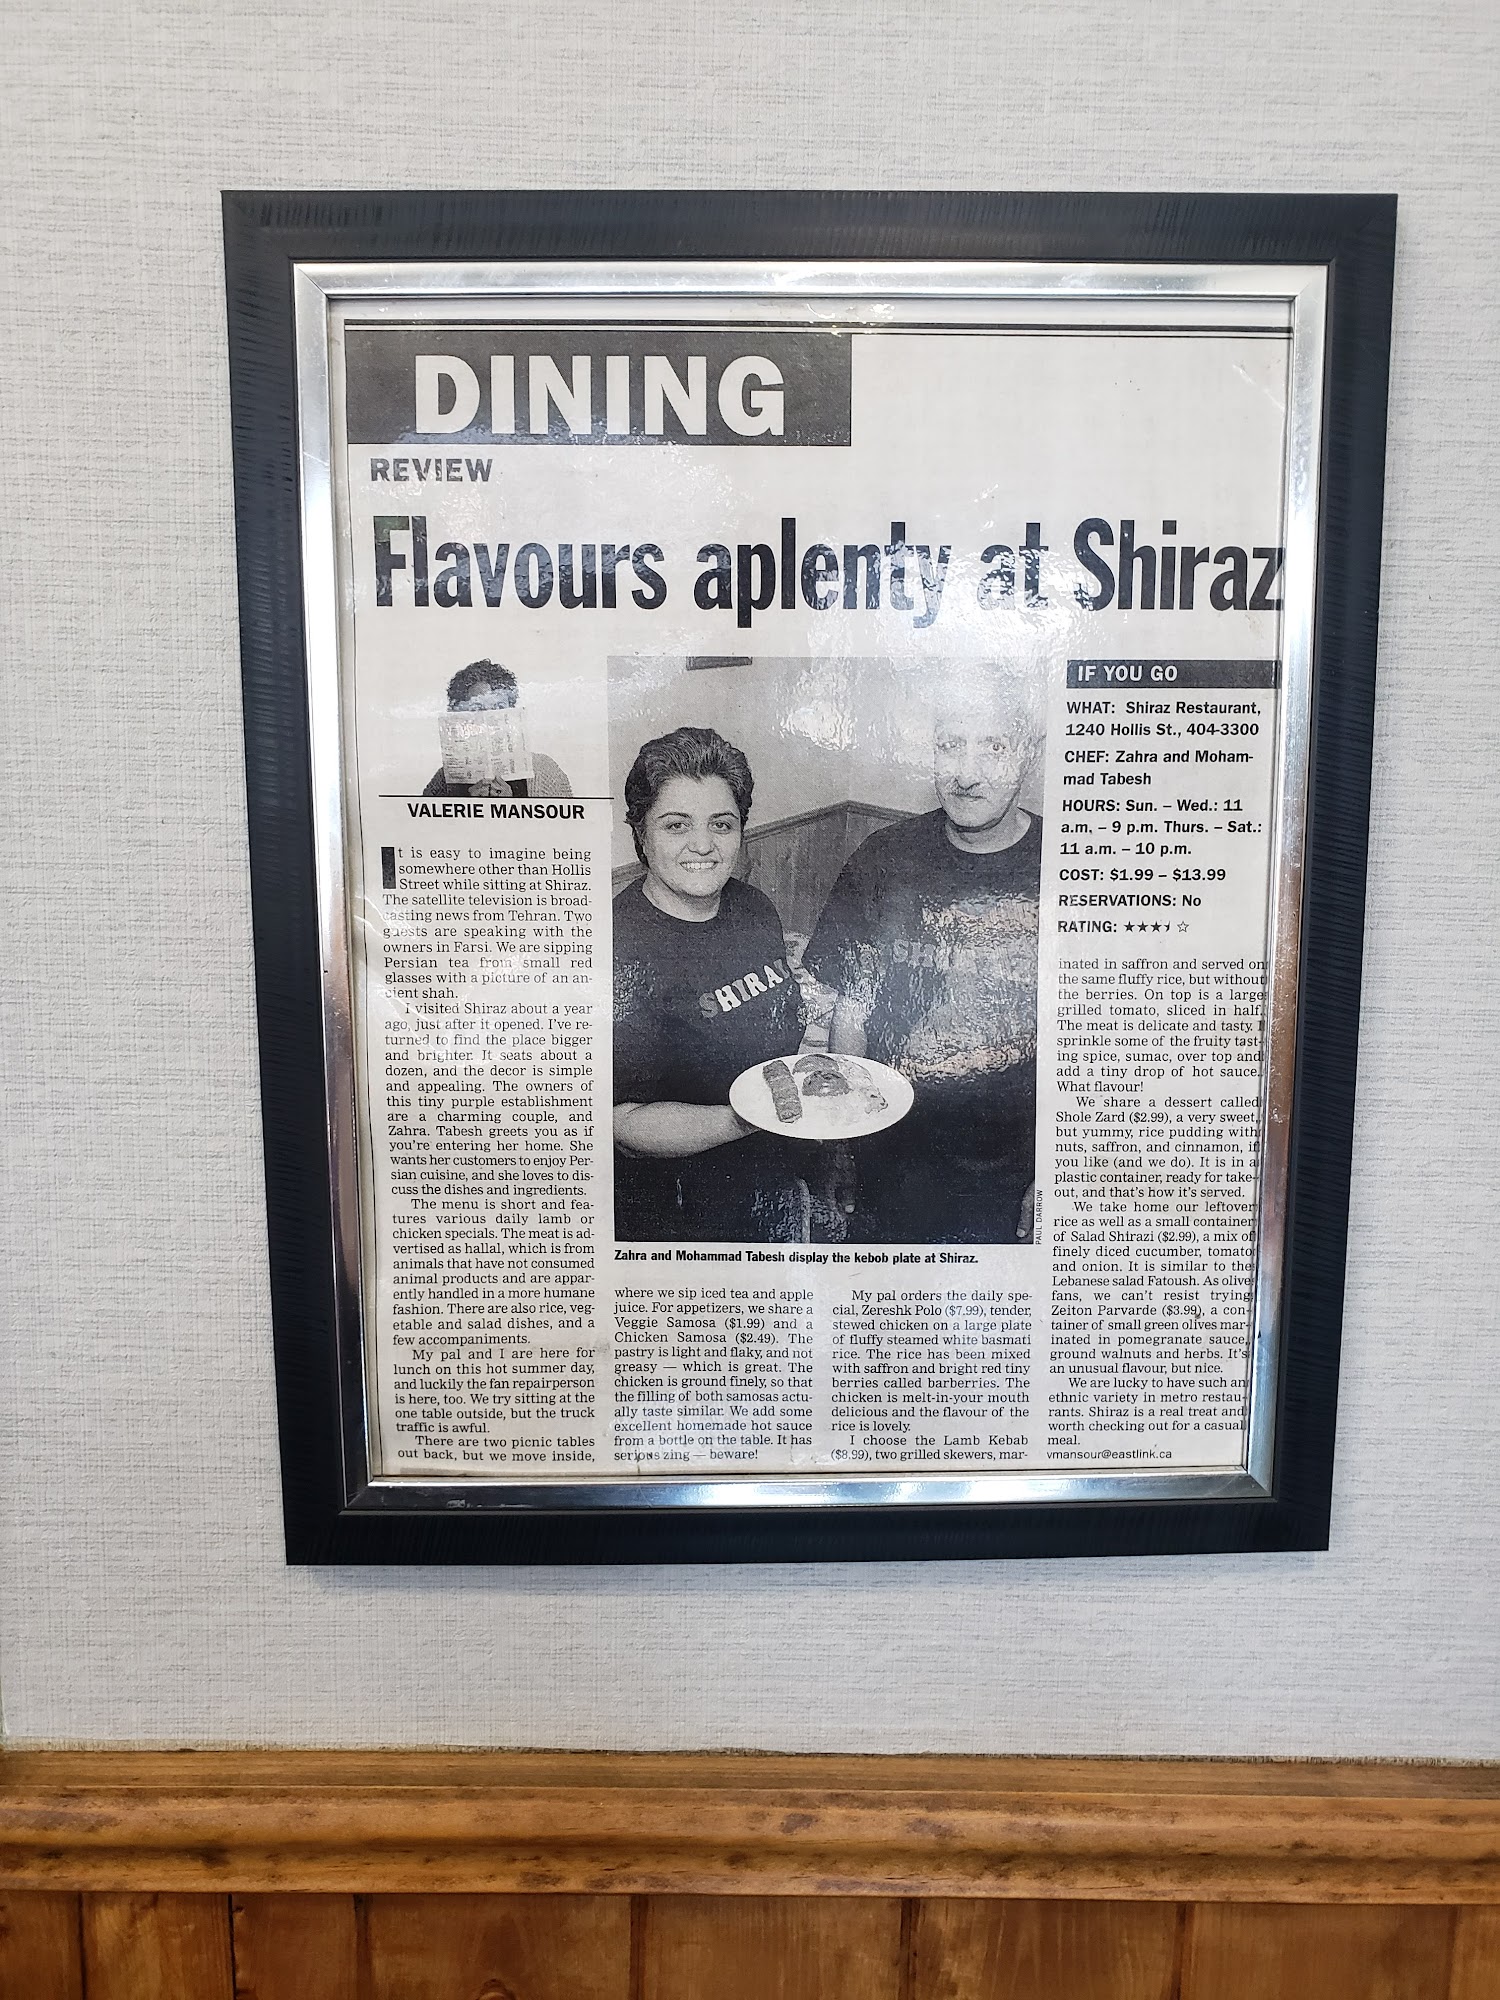 DINING
REVIEW
Flavours aplenty at Shiraz
VALERIE MANSOUR
It is easy to imagine being
somewhere other than Hollis
Street while sitting at Shiraz.
The satellite television is broad-
casting news from Tehran. Two
guests are speaking with the
owners in Farsi. We are sipping
Persian tea from small red
glasses with a picture of an an-
cient shah.
I visited Shiraz about a year
ago, just after it opened. I've re-
turned to find the place bigger
and brighter. It seats about a
dozen, and the decor is simple
and appealing. The owners of
this tiny purple establishment
are a charming couple, and
Zahra. Tabesh greets you as if
you're entering her home. She
wants her customers to enjoy Per-
sian cuisine, and she loves to dis-
cuss the dishes and ingredients.
The menu is short and fea-
tures various daily lamb or
chicken specials. The meat is ad-
vertised as hallal, which is from
animals that have not consumed
animal products and are appar-
ently handled in a more humane
fashion. There are also rice, veg-
etable and salad dishes, and a
few accompaniments.
My pal and I are here for
lunch on this hot summer day,
and luckily the fan repairperson
is here, too. We try sitting at the
one table outside, but the truck
traffic is awful.
There are two picnic tables
out back, but we move inside,
SHIRAZ
PAUL DARROW
Zahra and Mohammad Tabesh display the kebob plate at Shiraz.
where we sip iced tea and apple
juice. For appetizers, we share a
Veggie Samosa ($1.99) and a
Chicken Samosa ($2.49). The
pastry is light and flaky, and not
greasy — which is great. The
chicken is ground finely, so that
the filling of both samosas actu-
ally taste similar. We add some
excellent homemade hot sauce
from a bottle on the table. It has
serious zing — beware!
My pal orders the daily spe-
cial, Zereshk Polo ($7.99), tender,
stewed chicken on a large plate
of fluffy steamed white basmati
rice. The rice has been mixed
with saffron and bright red tiny
berries called barberries. The
chicken is melt-in-your mouth
delicious and the flavour of the
rice is lovely.
I choose the Lamb Kebab
($8.99), two grilled skewers, mar-
IF YOU GO
WHAT: Shiraz Restaurant,
1240 Hollis St., 404-3300
CHEF: Zahra and Moham-
mad Tabesh
HOURS: Sun. – Wed.: 11
a.m. – 9 p.m. Thurs. – Sat.:
11 a.m. – 10 p.m.
COST: $1.99 – $13.99
RESERVATIONS: No
RATING:
inated in saffron and served on
the same fluffy rice, but without
the berries. On top is a large
grilled tomato, sliced in half.
The meat is delicate and tasty. I
sprinkle some of the fruity tast-
ing spice, sumac, over top and
add a tiny drop of hot sauce.
What flavour!
We share a dessert called
Shole Zard ($2.99), a very sweet,
but yummy, rice pudding with
nuts, saffron, and cinnamon, if
you like (and we do). It is in a
plastic container, ready for take-
out, and that's how it's served.
We take home our leftover
rice as well as a small container
of Salad Shirazi ($2.99), a mix of
finely diced cucumber, tomato
and onion. It is similar to the
Lebanese salad Fatoush. As olive
fans, we can't resist trying
Zeiton Parvarde ($3.99), a con-
tainer of small green olives mar-
inated in pomegranate sauce,
ground walnuts and herbs. It's
an unusual flavour, but nice.
We are lucky to have such an
ethnic variety in metro restau-
rants. Shiraz is a real treat and
worth checking out for a casual
meal.
vmansour@eastlink.ca